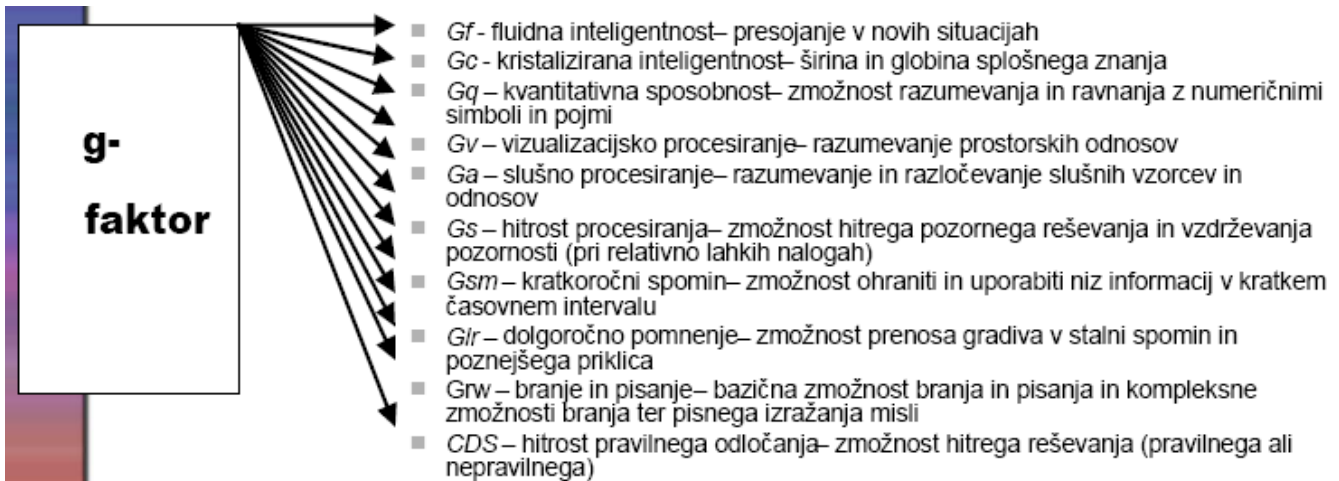 g-
faktor
Gf - fluidna inteligentnost– presojanje v novih situacijah
Gc - kristalizirana inteligentnost– širina in globina splošnega znanja
Gq – kvantitativna sposobnost– zmožnost razumevanja in ravnanja z numeričnimi
simboli in pojmi
Gv – vizualizacijsko procesiranje– razumevanje prostorskih odnosov
Ga – slušno procesiranje– razumevanje in razločevanje slušnih vzorcev in
odnosov
Gs – hitrost procesiranja– zmožnost hitrega pozornega reševanja in vzdrževanja
pozornosti (pri relativno lahkih nalogah)
Gsm – kratkoročni spomin– zmožnost ohraniti in uporabiti niz informacij v kratkem
časovnem intervalu
Glr – dolgoročno pomnenje– zmožnost prenosa gradiva v stalni spomin in
poznejšega priklica
Grw – branje in pisanje– bazična zmožnost branja in pisanja in kompleksne
zmožnosti branja ter pisnega izražanja misli
CDS – hitrost pravilnega odločanja– zmožnost hitrega reševanja (pravilnega ali
nepravilnega)